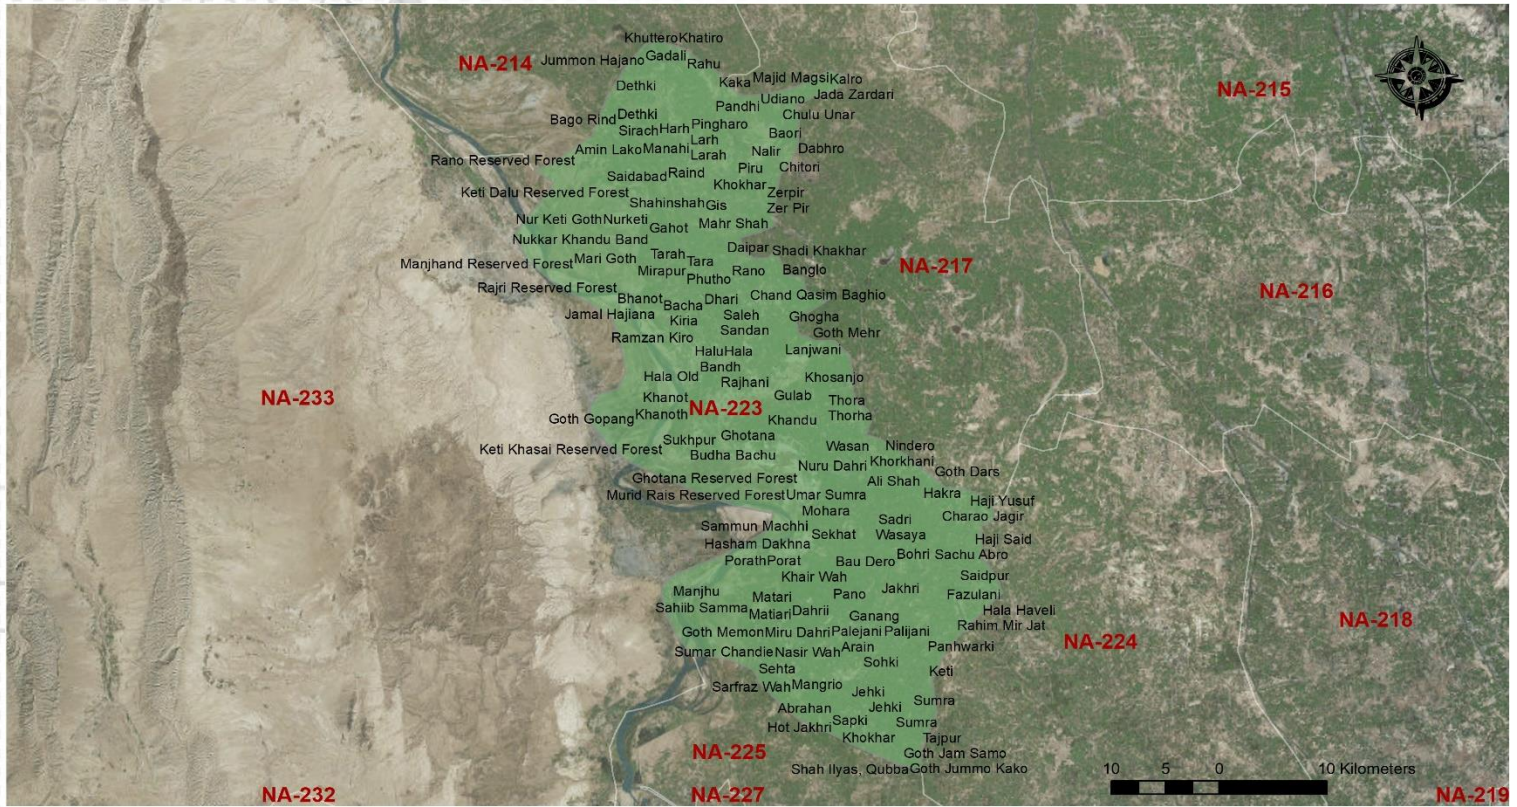 KhutteroKhatiro
NA-214 Jummon Hajano Gadali Rahu
Kaka Majid Magsi Kalro
Dethki NA-215
Jada Zardari
Pandhi Udiano
Bago Rind Dethki Chulu Unar
Sirach Harh Pingharo Baori
Larh
Amin Lako Manahi Larah Nalir Dabhro
Rano Reserved Forest
Saidabad Raind Piru Chitori
Khokhar
Keti Dalu Reserved Forest Zerpir
Shahinshah Gis Zer Pir
Nur Keti Goth Nurketi Gahot Mahr Shah
Nukkar Khandu Band
Daipar Shadi Khakhar
Manjhand Reserved Forest Mari Goth Tarah Tara NA-217
Mirapur Phutho Rano Banglo
Rajri Reserved Forest NA-216
Bhanot Bacha Dhari Chand Qasim Baghio
Jamal Hajiana Kiria Saleh Ghogha
Ramzan Kiro Sandan Goth Mehr
HaluHala Lanjwani
Bandh
Hala Old Rajhani Khosanjo
NA-233 Khanot Gulab Thora
Goth Gopang Khanoth NA-223 Khandu Thorha
Sukhpur Ghotana
Keti Khasai Reserved Forest Budha Bachu Wasan Nindero
Nuru Dahri Khorkhani
Ghotana Reserved Forest Ali Shah Goth Dars
Murid Rais Reserved Forest Umar Sumra Hakra Haji Yusuf
Mohara Charao Jagir
Sammun Machhi Sekhat Sadri
Wasaya Haji Said
Hasham Dakhna
PorathPorat Bau Dero Bohri Sachu Abro
Khair Wah Saidpur
Manjhu Matari Pano Jakhri Fazulani
Sahiib Samma Matiari Dahrii Ganang Hala Haveli
NA-218
Goth Memon Miru Dahri Palejani Palijani Rahim Mir Jat
NA-224
Sumar Chandie Nasir Wah Arain Panhwarki
Sehta Sohki Keti
Sarfraz Wah Mangrio Jehki
Abrahan Jehki Sumra
Hot Jakhri Sapki Sumra
Khokhar Tajpur
NA-225 Goth Jam Samo
Shah Ilyas, Qubba Goth Jummo Kako
10 5 0 10 Kilometers
NA-232 NA-227 NA-219